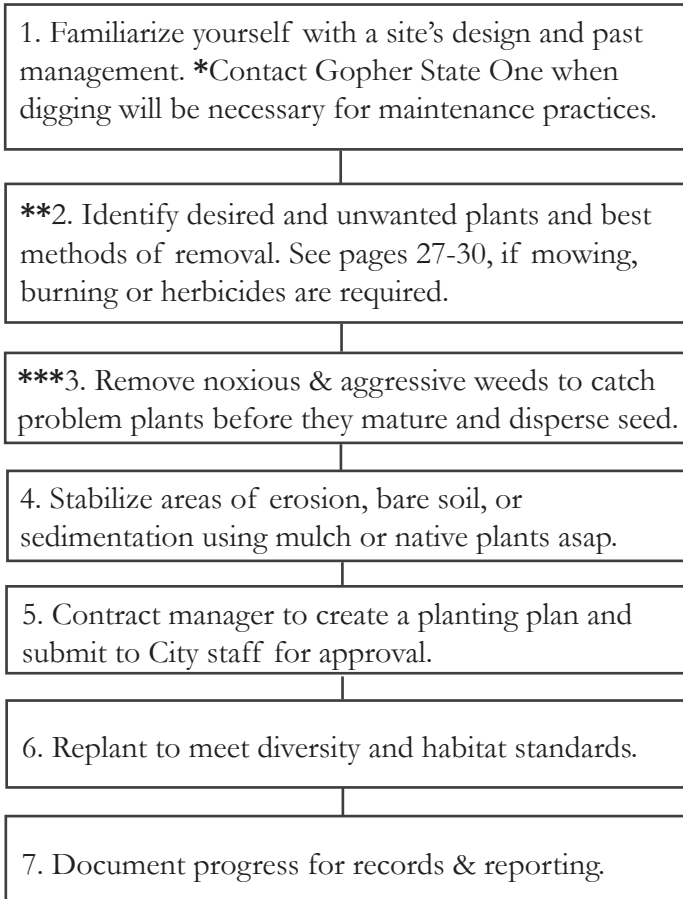 1. Familiarize yourself with a site's design and past
management. *Contact Gopher State One when
digging will be necessary for maintenance practices.
**2. Identify desired and unwanted plants and best
methods of removal. See pages 27-30, if mowing,
burning or herbicides are required.
***3. Remove noxious & aggressive weeds to catch
problem plants before they mature and disperse seed.
4. Stabilize areas of erosion, bare soil, or
sedimentation using mulch or native plants asap.
5. Contract manager to create a planting plan and
submit to City staff for approval.
6. Replant to meet diversity and habitat standards.
7. Document progress for records & reporting.